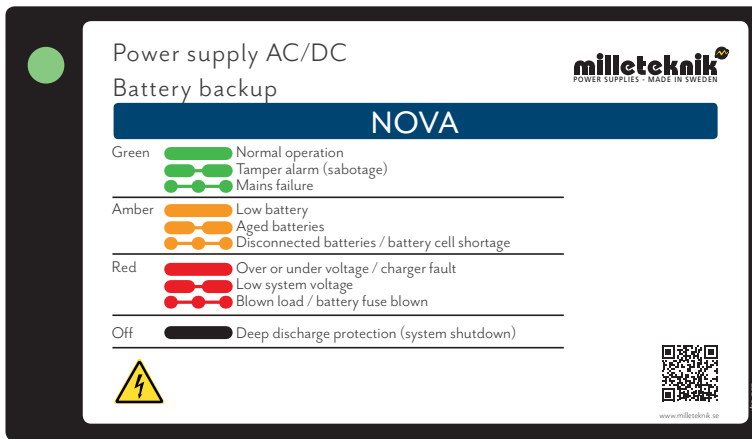 Power supply AC/DC
Battery backup
milleteknik
POWER SUPPLIES - MADE IN SWEDEN
NOVA
Green
Normal operation
Tamper alarm (sabotage)
Mains failure
Amber
Low battery
Aged batteries
Disconnected batteries / battery cell shortage
Red
Over or under voltage / charger fault
Low system voltage
Blown load / battery fuse blown
Off
Deep discharge protection (system shutdown)
www.milleteknik.se